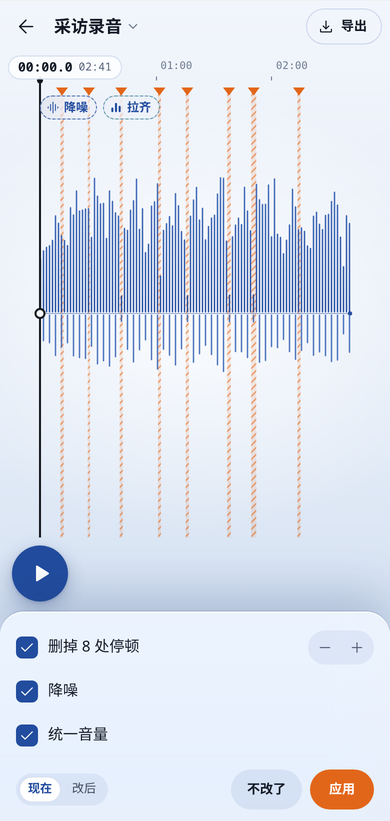 采访录音
导出
00:00.0 02:41
01:00
02:00
降噪
拉齐
删掉 8 处停顿
降噪
统一音量
现在
改后
不改了
应用